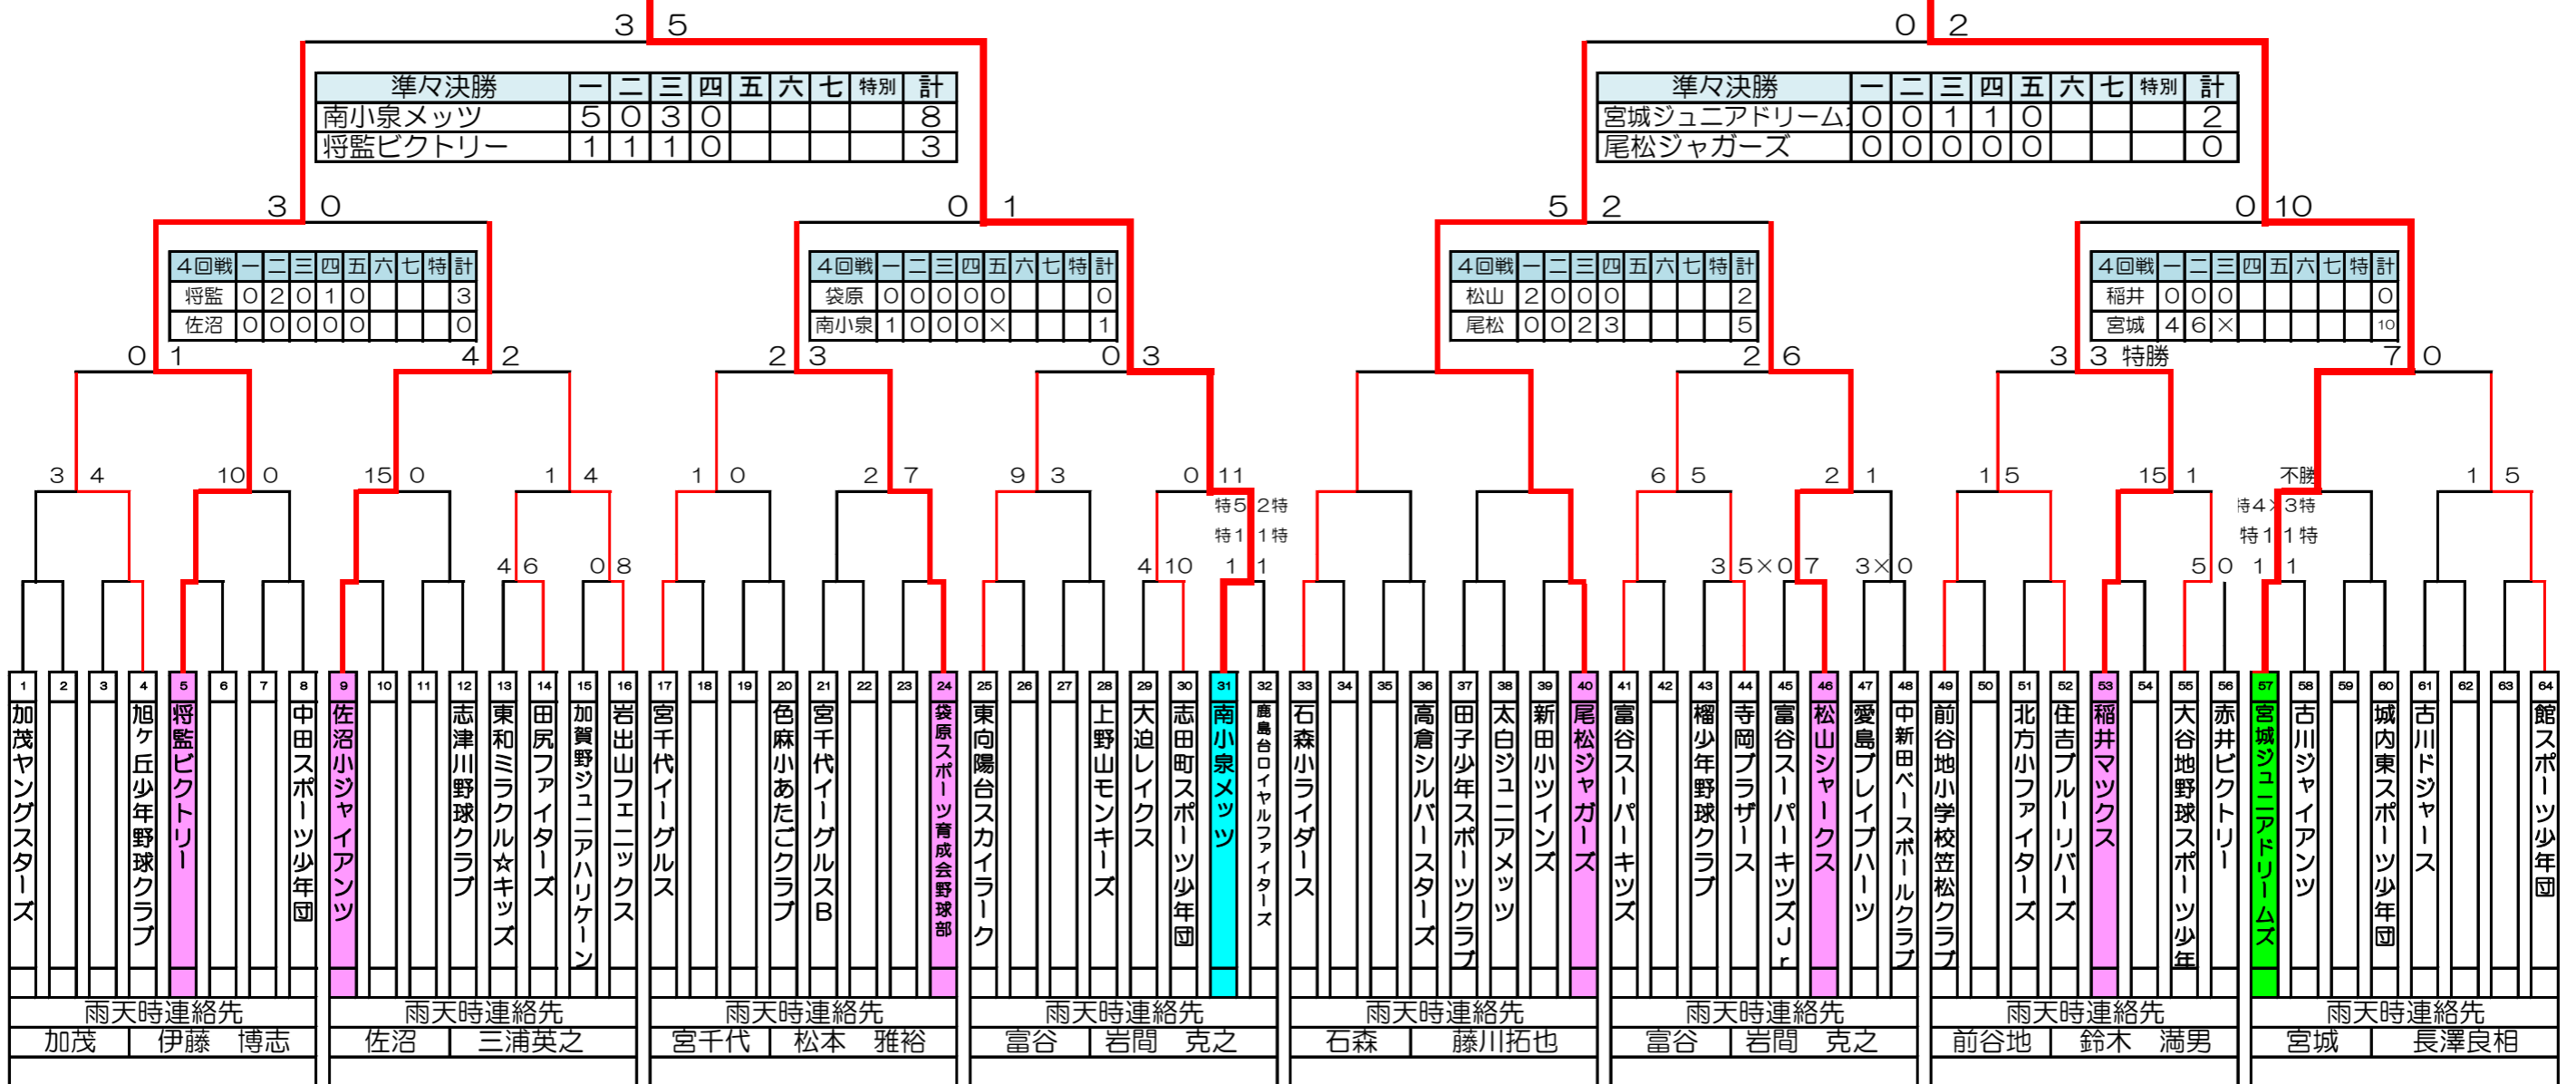 3 5
0 2
準々決勝 一 二 三 四 五 六 七 特別 計
南小泉メッツ 5 0 3 0 8
将監ビクトリー 1 1 1 0 3
準々決勝 一 二 三 四 五 六 七 特別 計
宮城ジュニアドリーム 0 0 1 1 0 2
尾松ジャガーズ 0 0 0 0 0 0
3 0
0 1
5 2
0 10
4回戦 一 二 三 四 五 六 七 特 計
将監 0 2 0 1 0 3
佐沼 0 0 0 0 0 0
4回戦 一 二 三 四 五 六 七 特 計
袋原 0 0 0 0 0 0
南小泉 1 0 0 0 × 1
4回戦 一 二 三 四 五 六 七 特 計
松山 2 0 0 0 2
尾松 0 0 2 3 5
4回戦 一 二 三 四 五 六 七 特 計
稲井 0 0 0 0
宮城 4 6 × 10
0 1
4 2
2 3
0 3
2 6
3 3 特勝
7 0
3 4
10 0
15 0
1 4
1 0
2 7
9 3
0 11
6 5
2 1
1 5
15 1
不勝
1 5
特5 2特
特1 1特
特4× 3特
特1 1特
4 6
0 8
4 10
1 1
3 5×0 7
3×0
5 0
1 1
1 加茂ヤングスターズ
2
3
4 旭ケ丘少年野球クラブ
5 将監ビクトリー
6
7
8 中田スポーツ少年団
9 佐沼小ジャイアンツ
10
11
12 志津川野球クラブ
13 東和ミラクル☆キッズ
14 田尻ファイターズ
15 加賀野ジュニアハリケーン
16 岩出山フェニックス
17 宮千代イーグルス
18
19
20 色麻小あたごクラブ
21 宮千代イーグルスB
22
23
24 袋原スポーツ育成会野球部
25 東向陽台スカイラーク
26
27
28 上野山モンキーズ
29 大迫レイクス
30 志田町スポーツ少年団
31 南小泉メッツ
32 鹿島台ロイヤルファイターズ
33 石森小ライダース
34
35
36 高倉シルバースターズ
37 田子少年スポーツクラブ
38 太白ジュニアメッツ
39 新田小ツインズ
40 尾松ジャガーズ
41 富谷スーパーキッズ
42
43 榴少年野球クラブ
44 寺岡ブラザース
45 富谷スーパーキッズJr
46 松山シャークス
47 愛島ブレイブハーツ
48 中新田ベースボールクラブ
49 前谷地小学校笠松クラブ
50
51 北方小ファイターズ
52 住吉ブルーリバーズ
53 稲井マックス
54
55 大谷地野球スポーツ少年
56 赤井ビクトリー
57 宮城ジュニアドリームズ
58 古川ジャイアンツ
59
60 城内東スポーツ少年団
61 古川ドジャース
62
63
64 館スポーツ少年団
雨天時連絡先 雨天時連絡先 雨天時連絡先 雨天時連絡先 雨天時連絡先 雨天時連絡先 雨天時連絡先 雨天時連絡先
加茂 伊藤 博志 佐沼 三浦英之 宮千代 松本 雅裕 富谷 岩間 克之 石森 藤川拓也 富谷 岩間 克之 前谷地 鈴木 満男 宮城 長澤良相